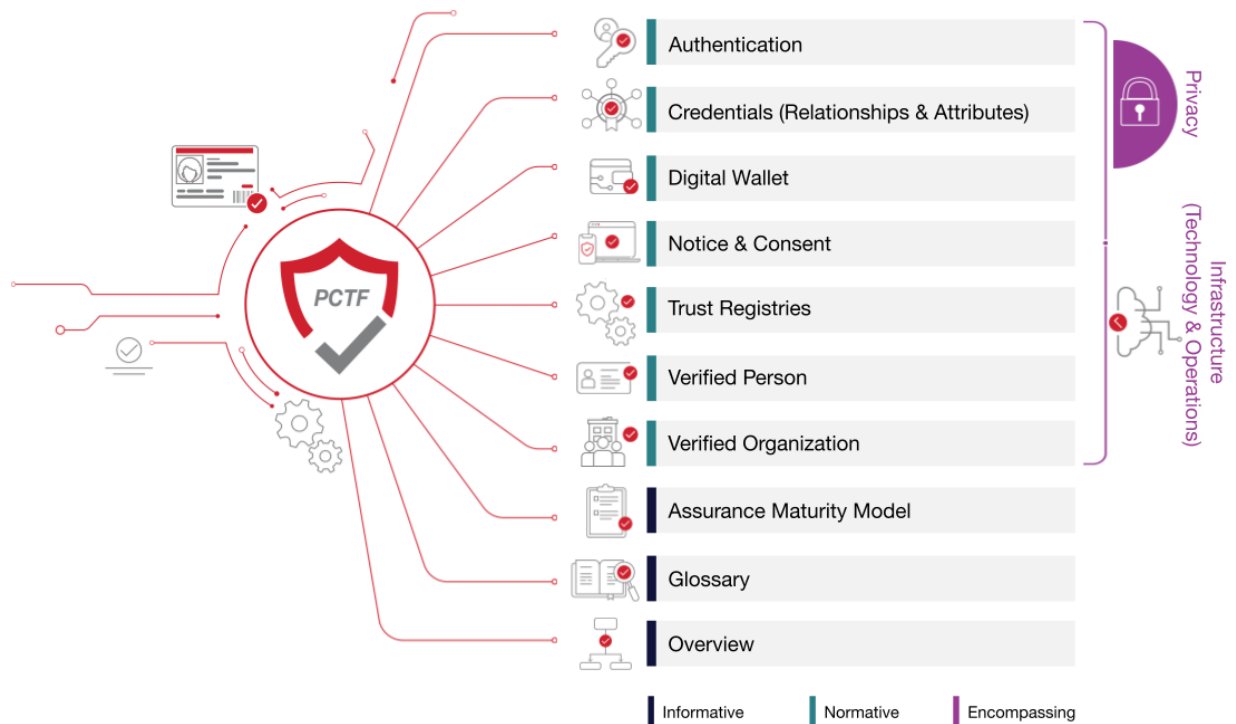 PCTF
Authentication
Credentials (Relationships & Attributes)
Digital Wallet
Notice & Consent
Trust Registries
Verified Person
Verified Organization
Assurance Maturity Model
Glossary
Overview
Privacy
Infrastructure
(Technology & Operations)
Informative
Normative
Encompassing